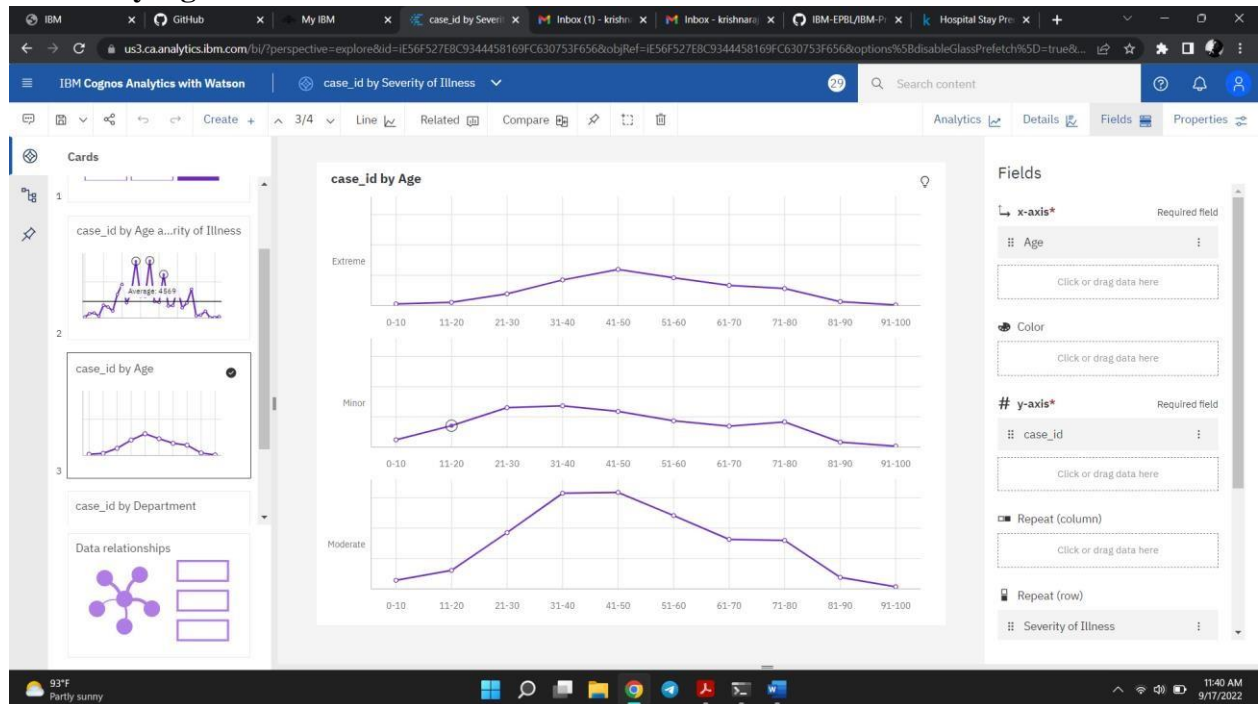 IBM GitHub My IBM case_id by Severi Inbox (1) - krishn Inbox - krishnaraj IBM-EPBL/IBM-P Hospital Stay Pre
us3.ca.analytics.ibm.com/bi/?perspective=explore&id=iE56F527E8C9344458169FC630753F656&objRef=iE56F527E8C9344458169FC630753F656&options%5BdisableGlassPrefetch%5D=true&...
IBM Cognos Analytics with Watson case_id by Severity of Illness 29 Search content
Create + 3/4 Line Related Compare Analytics Details Fields Properties
Cards
1
case_id by Age a...rity of Illness
Average: 4569
2
case_id by Age
3
case_id by Department
Data relationships
case_id by Age
Extreme
0-10 11-20 21-30 31-40 41-50 51-60 61-70 71-80 81-90 91-100
Minor
0-10 11-20 21-30 31-40 41-50 51-60 61-70 71-80 81-90 91-100
Moderate
0-10 11-20 21-30 31-40 41-50 51-60 61-70 71-80 81-90 91-100
Fields
x-axis* Required field
Age
Click or drag data here
Color
Click or drag data here
# y-axis* Required field
case_id
Click or drag data here
Repeat (column)
Click or drag data here
Repeat (row)
Severity of Illness
93°F
Partly sunny
11:40 AM
9/17/2022